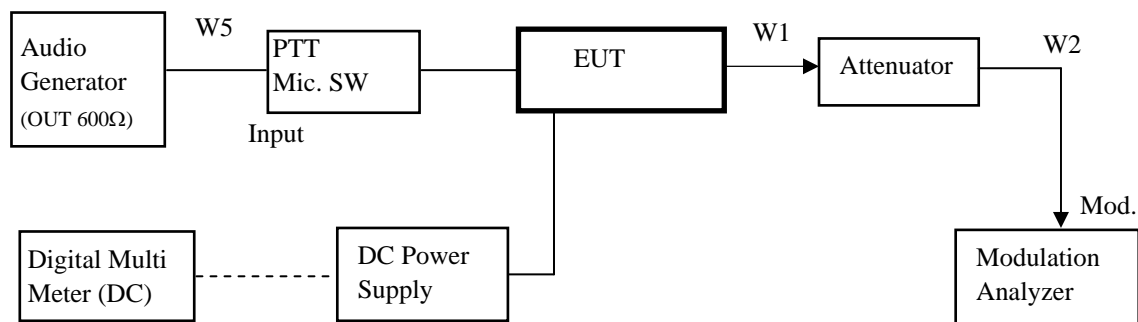 W5
Audio
Generator
(OUT 600Ω)
PTT
Mic. SW
Input
EUT
W1
Attenuator
W2
Mod.
Digital Multi
Meter (DC)
DC Power
Supply
Modulation
Analyzer